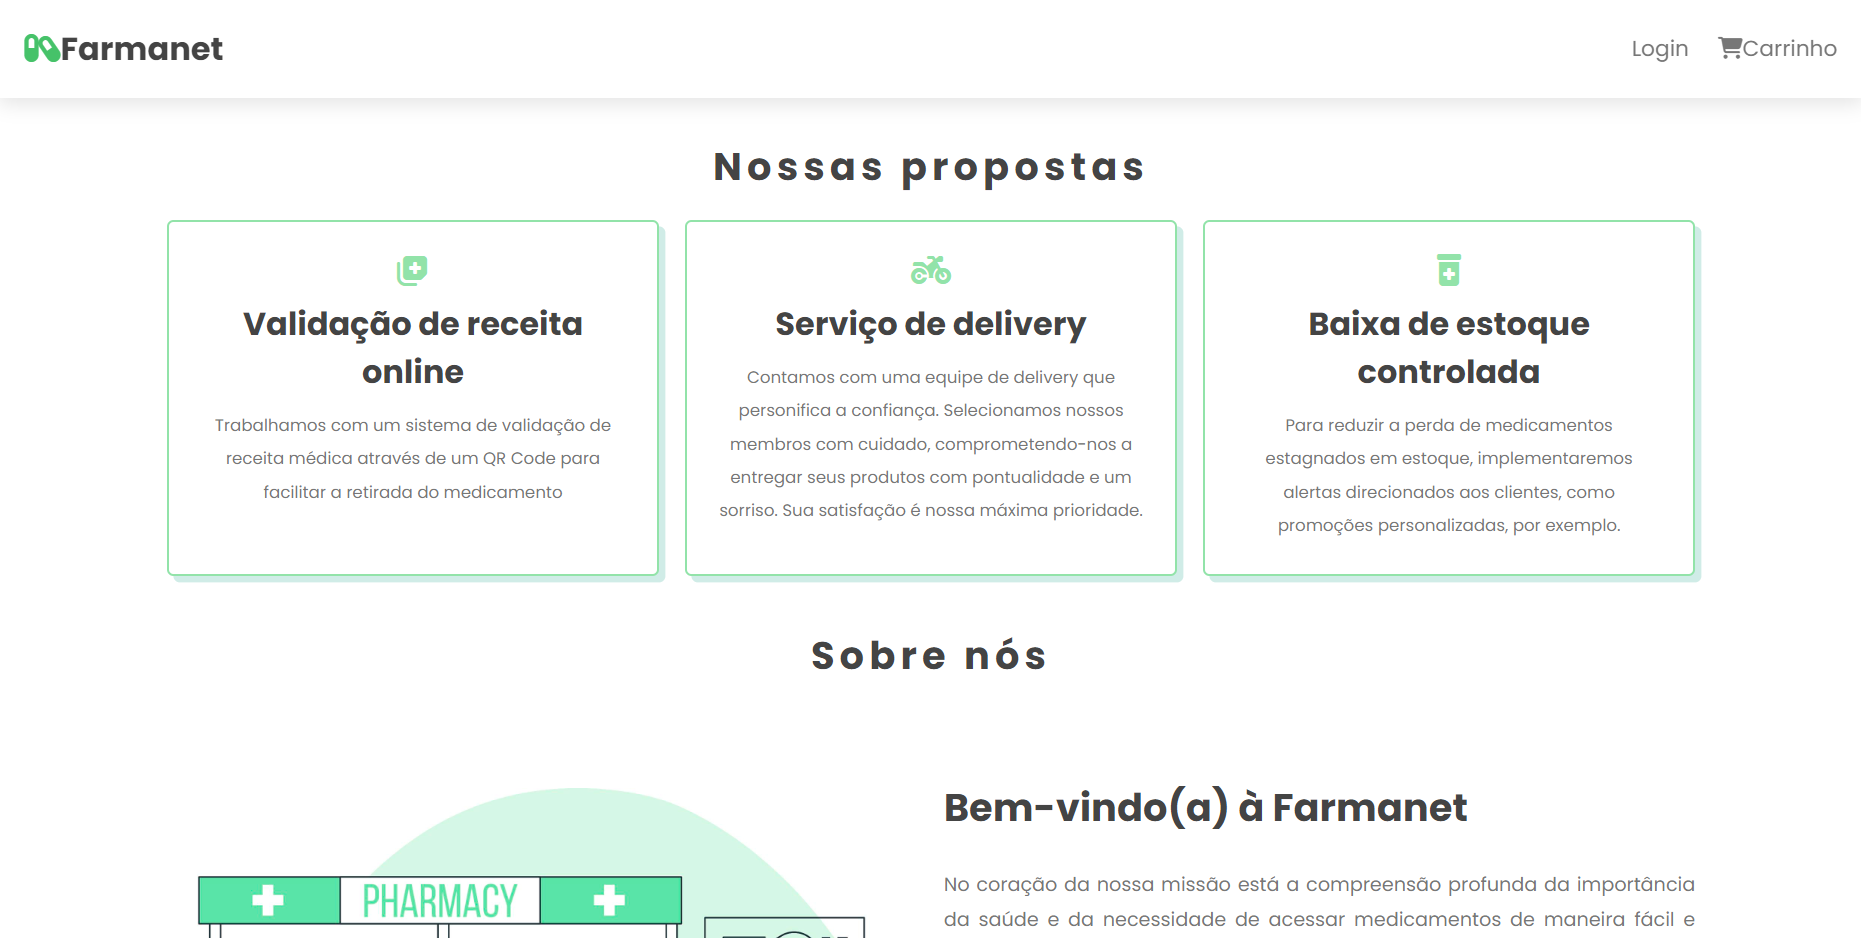 Farmanet
Login
Carrinho
Nossas propostas
Validação de receita
online
Trabalhamos com um sistema de validação de
receita médica através de um QR Code para
facilitar a retirada do medicamento
Serviço de delivery
Contamos com uma equipe de delivery que
personifica a confiança. Selecionamos nossos
membros com cuidado, comprometendo-nos a
entregar seus produtos com pontualidade e um
sorriso. Sua satisfação é nossa máxima prioridade.
Baixa de estoque
controlada
Para reduzir a perda de medicamentos
estagnados em estoque, implementaremos
alertas direcionados aos clientes, como
promoções personalizadas, por exemplo.
Sobre nós
PHARMACY
Bem-vindo(a) à Farmanet
No coração da nossa missão está a compreensão profunda da importância
da saúde e da necessidade de acessar medicamentos de maneira fácil e